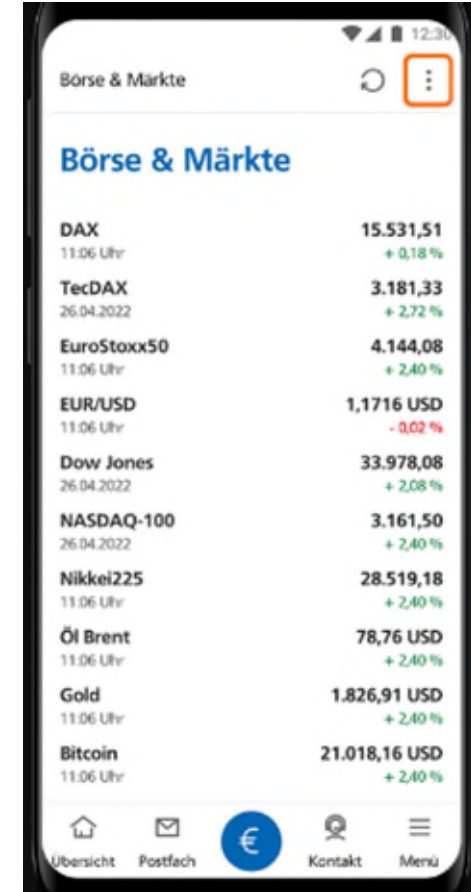 12:30
Börse & Märkte
Börse & Märkte
DAX 15.531,51
11:06 Uhr + 0,18 %
TecDAX 3.181,33
26.04.2022 + 2,72 %
EuroStoxx50 4.144,08
11:06 Uhr + 2,40 %
EUR/USD 1,1716 USD
11:06 Uhr - 0,02 %
Dow Jones 33.978,08
26.04.2022 + 2,08 %
NASDAQ-100 3.161,50
26.04.2022 + 2,40 %
Nikkei225 28.519,18
11:06 Uhr + 2,40 %
Öl Brent 78,76 USD
11:06 Uhr + 2,40 %
Gold 1.826,91 USD
11:06 Uhr + 2,40 %
Bitcoin 21.018,16 USD
11:06 Uhr + 2,40 %
€
Übersicht Postfach Kontakt Menü